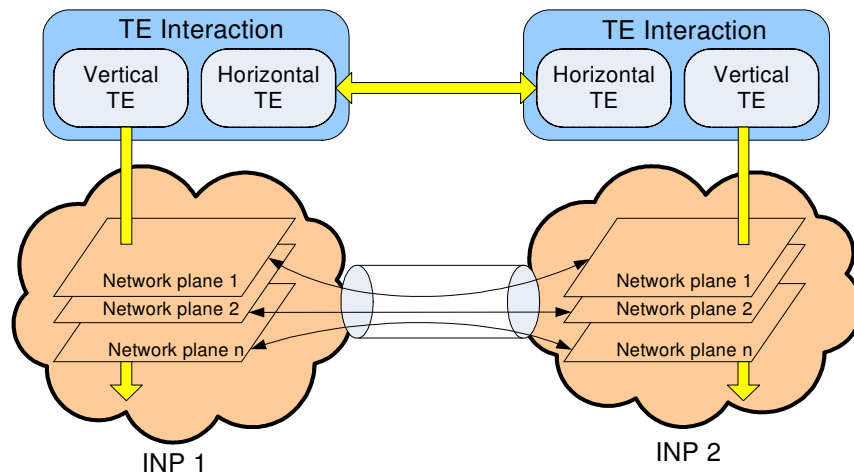 TE Interaction
Vertical
TE
Horizontal
TE
TE Interaction
Horizontal
TE
Vertical
TE
Network plane 1
Network plane 2
Network plane n
INP 1
Network plane 1
Network plane 2
Network plane n
INP 2